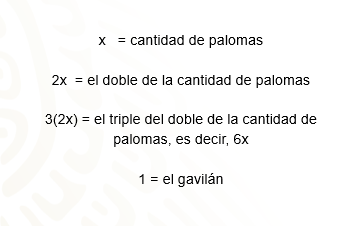 x = cantidad de palomas
2x = el doble de la cantidad de palomas
3(2x) = el triple del doble de la cantidad de
palomas, es decir, 6x
1 = el gavilán